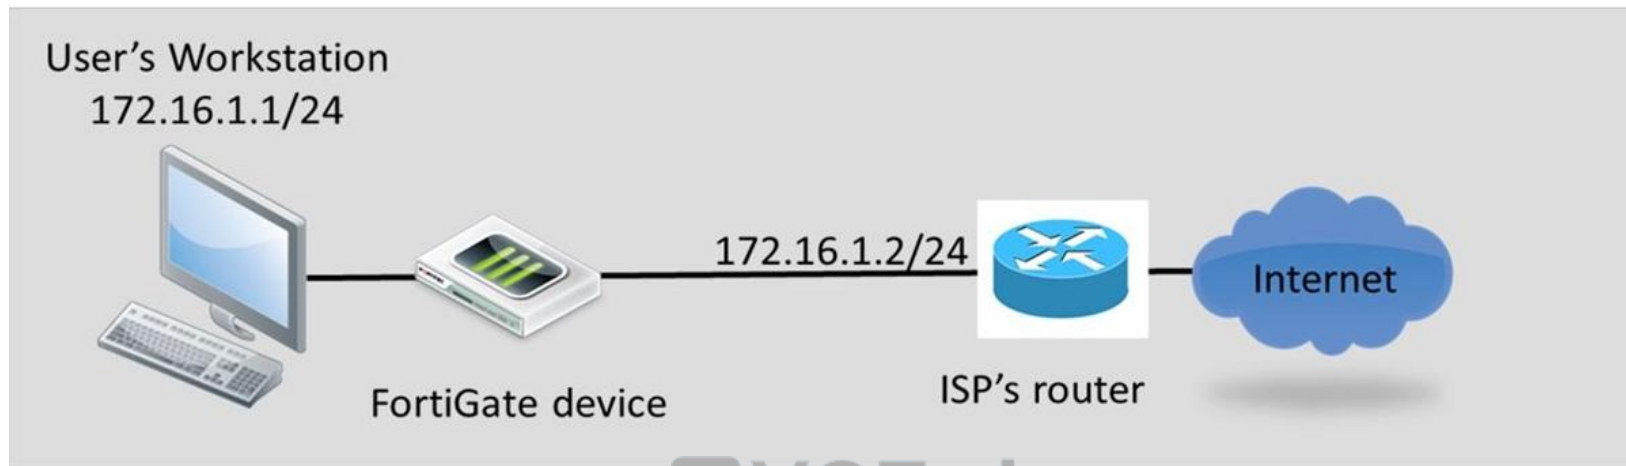 User's Workstation
172.16.1.1/24
172.16.1.2/24
Internet
FortiGate device
ISP's router